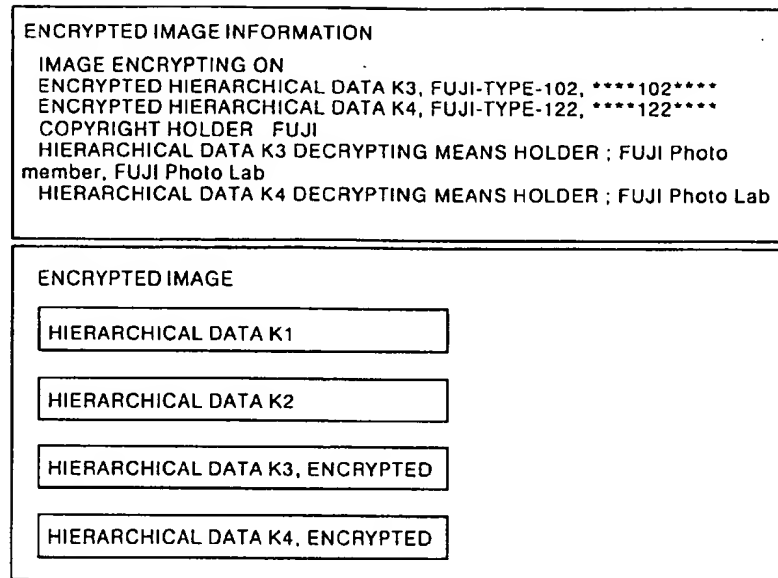 ENCRYPTED IMAGE INFORMATION
IMAGE ENCRYPTING ON
ENCRYPTED HIERARCHICAL DATA K3, FUJI-TYPE-102, ****102****
ENCRYPTED HIERARCHICAL DATA K4, FUJI-TYPE-122, ****122****
COPYRIGHT HOLDER FUJI
HIERARCHICAL DATA K3 DECRYPTING MEANS HOLDER ; FUJI Photo
member, FUJI Photo Lab
HIERARCHICAL DATA K4 DECRYPTING MEANS HOLDER ; FUJI Photo Lab
ENCRYPTED IMAGE
HIERARCHICAL DATA K1
HIERARCHICAL DATA K2
HIERARCHICAL DATA K3, ENCRYPTED
HIERARCHICAL DATA K4, ENCRYPTED